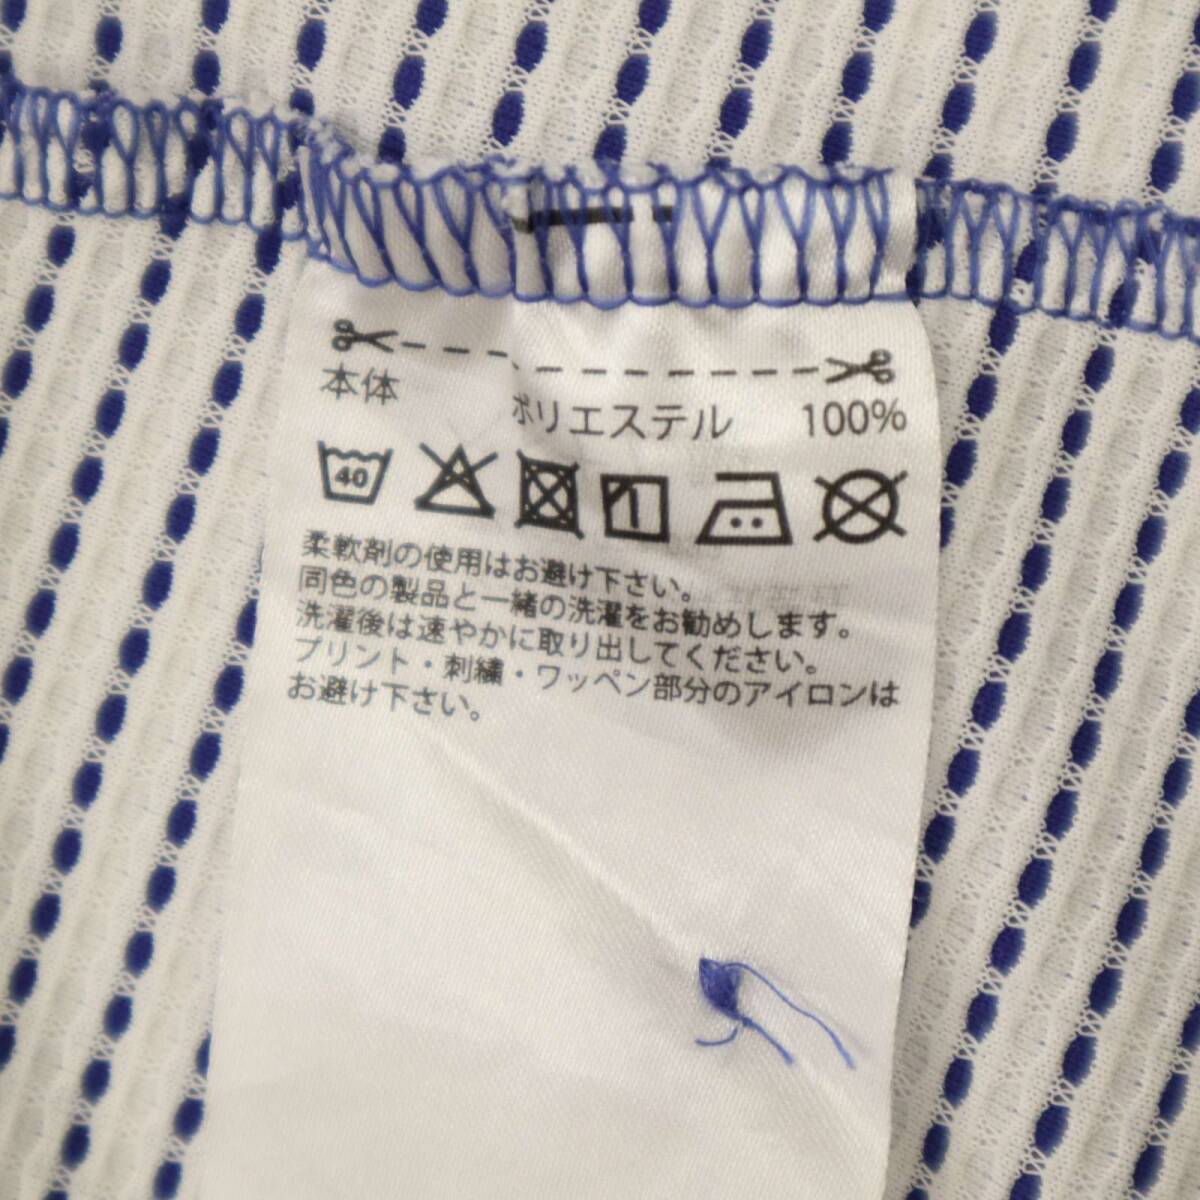 本体 ポリエステル 100%
40
柔軟剤の使用はお避け下さい。
同色の製品と一緒の洗濯をお勧めします。
洗濯後は速やかに取り出してください。
プリント・刺繍・ワッペン部分のアイロンは
お避け下さい。